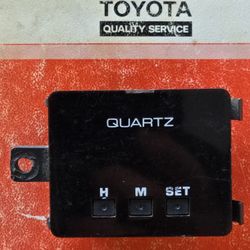 TOYOTA
QUALITY SERVICE
QUARTZ
H M SET